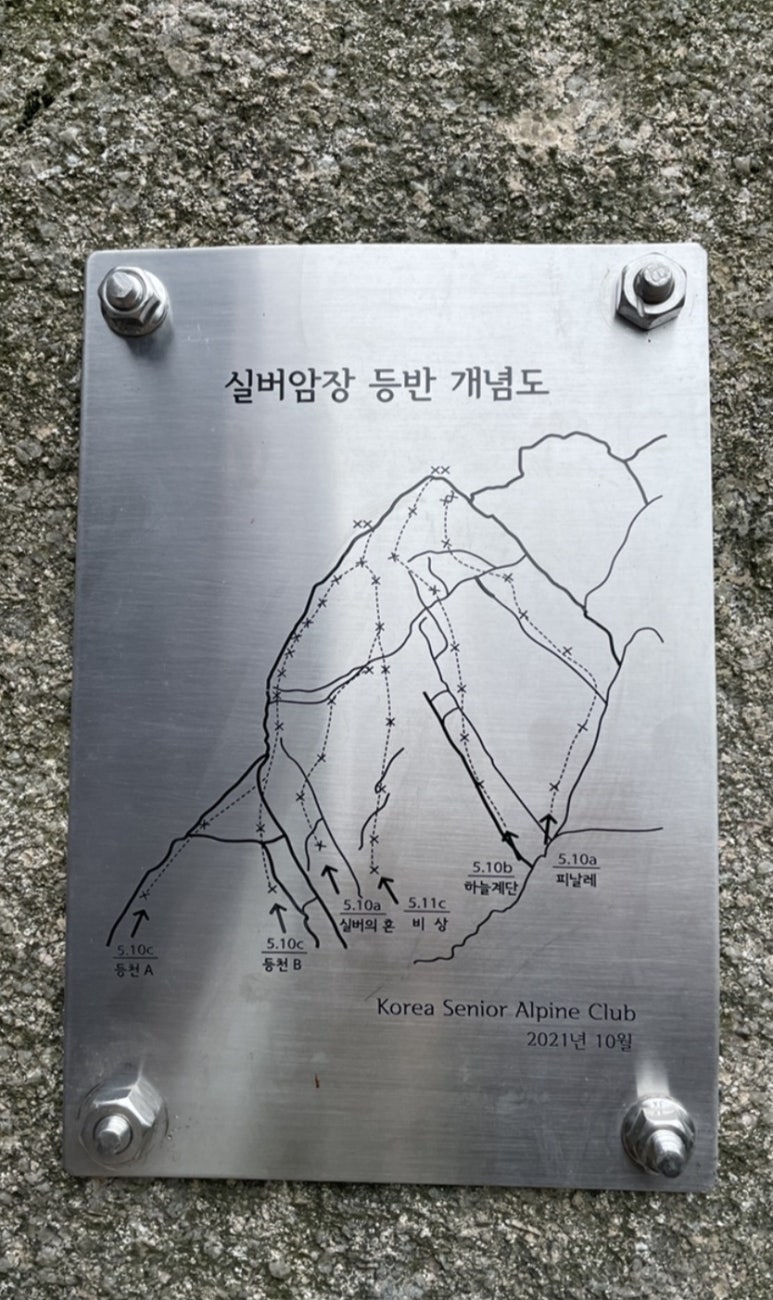 실버암장 등반 개념도
5.10c
등천 A
5.10c
등천 B
5.10a
실버의 혼
5.11c
비 상
5.10b
하늘계단
5.10a
피날레
Korea Senior Alpine Club
2021년 10월